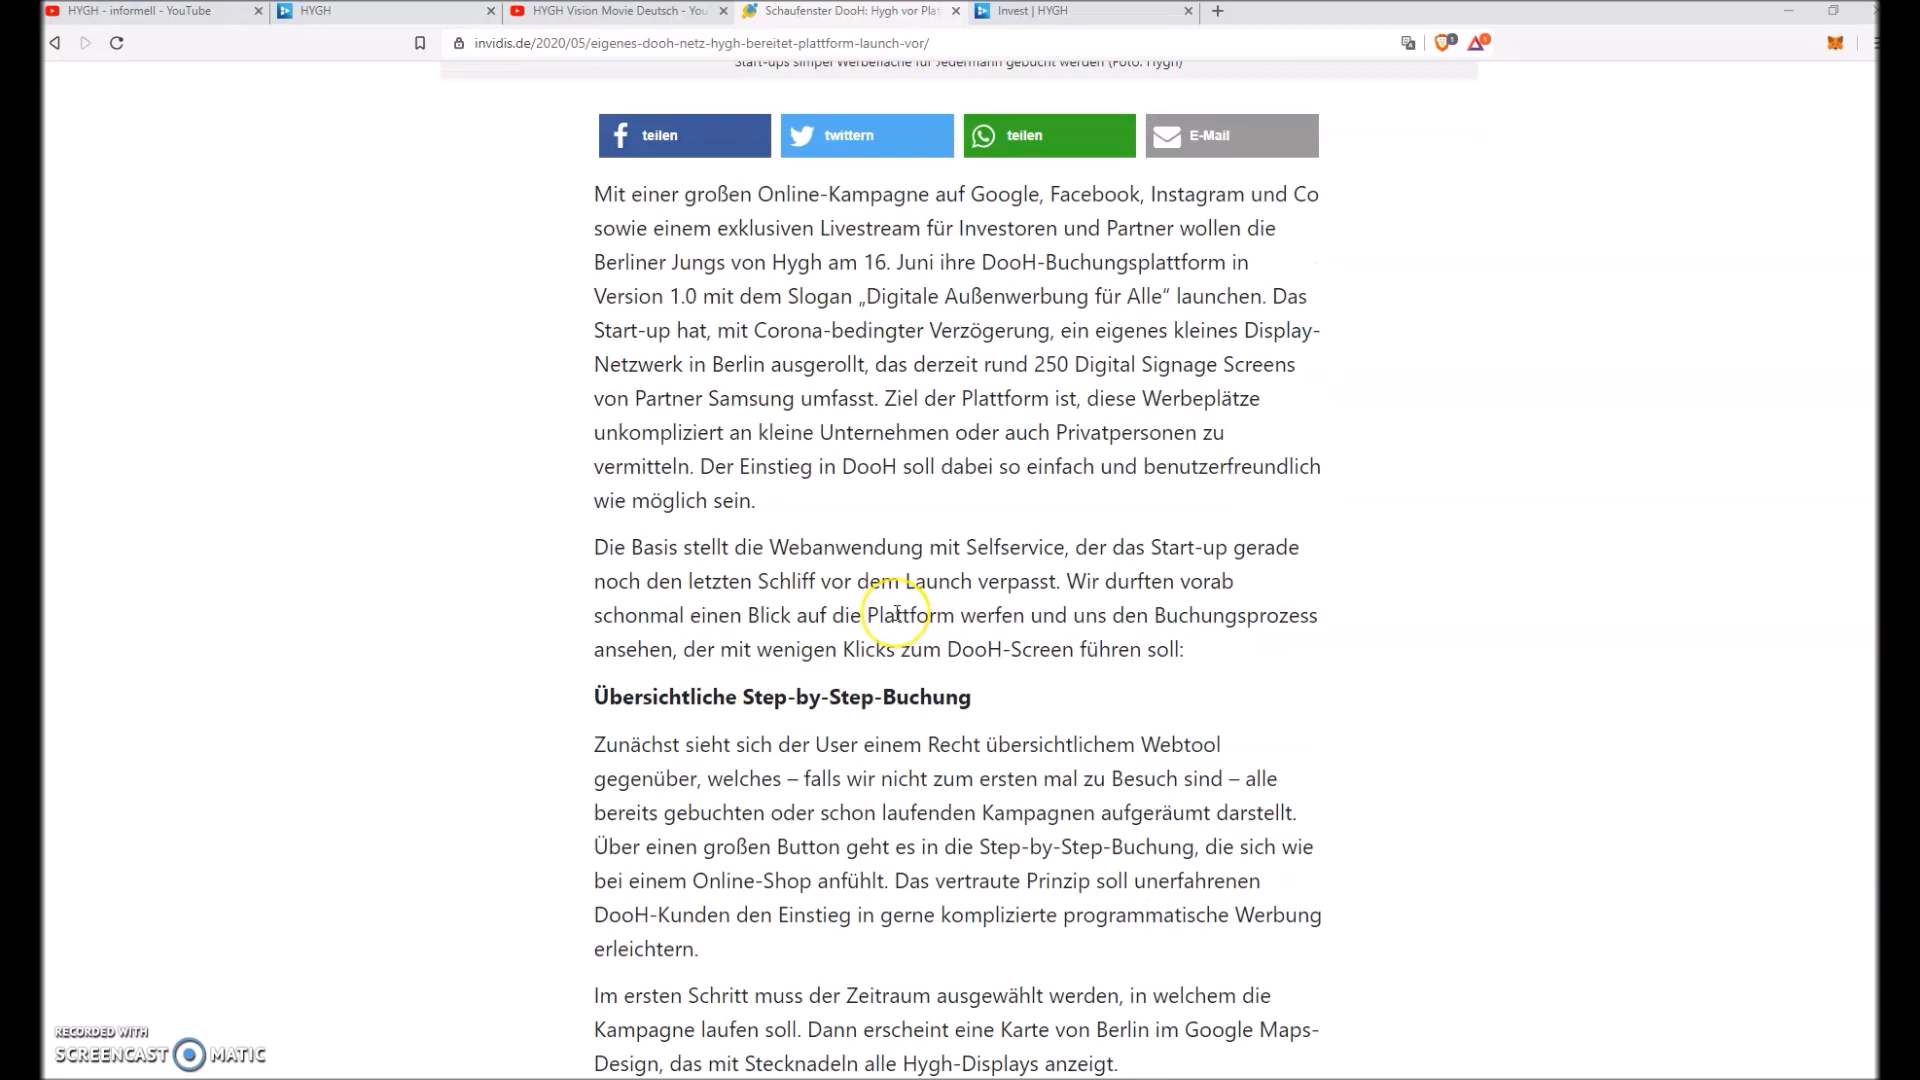 HYGH - informell - YouTube
HYGH
HYGH Vision Movie Deutsch - You
Schaufenster DooH: Hygh vor Plat
Invest | HYGH
invidis.de/2020/05/eigenes-dooh-netz-hygh-bereitet-plattform-launch-vor/
1
1
Start-ups simpel Werbefläche für Jedermann gebucht werden (Foto: Hygh)
teilen
twittern
teilen
E-Mail
Mit einer großen Online-Kampagne auf Google, Facebook, Instagram und Co
sowie einem exklusiven Livestream für Investoren und Partner wollen die
Berliner Jungs von Hygh am 16. Juni ihre DooH-Buchungsplattform in
Version 1.0 mit dem Slogan „Digitale Außenwerbung für Alle“ launchen. Das
Start-up hat, mit Corona-bedingter Verzögerung, ein eigenes kleines Display-
Netzwerk in Berlin ausgerollt, das derzeit rund 250 Digital Signage Screens
von Partner Samsung umfasst. Ziel der Plattform ist, diese Werbeplätze
unkompliziert an kleine Unternehmen oder auch Privatpersonen zu
vermitteln. Der Einstieg in DooH soll dabei so einfach und benutzerfreundlich
wie möglich sein.
Die Basis stellt die Webanwendung mit Selfservice, der das Start-up gerade
noch den letzten Schliff vor dem Launch verpasst. Wir durften vorab
schonmal einen Blick auf die Plattform werfen und uns den Buchungsprozess
ansehen, der mit wenigen Klicks zum DooH-Screen führen soll:
Übersichtliche Step-by-Step-Buchung
Zunächst sieht sich der User einem Recht übersichtlichem Webtool
gegenüber, welches – falls wir nicht zum ersten mal zu Besuch sind – alle
bereits gebuchten oder schon laufenden Kampagnen aufgeräumt darstellt.
Über einen großen Button geht es in die Step-by-Step-Buchung, die sich wie
bei einem Online-Shop anfühlt. Das vertraute Prinzip soll unerfahrenen
DooH-Kunden den Einstieg in gerne komplizierte programmatische Werbung
erleichtern.
Im ersten Schritt muss der Zeitraum ausgewählt werden, in welchem die
Kampagne laufen soll. Dann erscheint eine Karte von Berlin im Google Maps-
Design, das mit Stecknadeln alle Hygh-Displays anzeigt.
RECORDED WITH
SCREENCAST MATIC